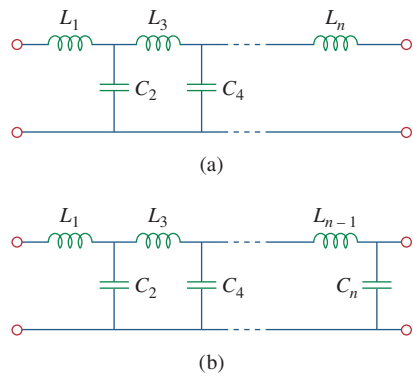 L₁ L₃ Lₙ
C₂ C₄
(a)
L₁ L₃ Lₙ₋₁
C₂ C₄ Cₙ
(b)